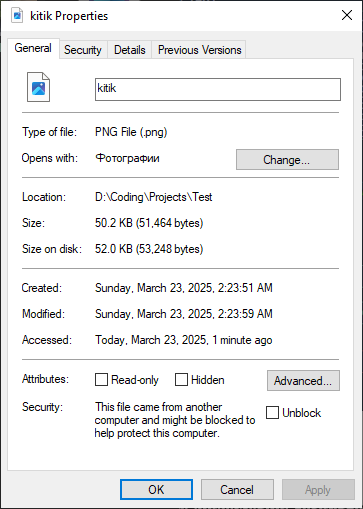 kitik Properties
General Security Details Previous Versions
kitik
Type of file: PNG File (.png)
Opens with: Фотографии Change...
Location: D:\Coding\Projects\Test
Size: 50.2 KB (51,464 bytes)
Size on disk: 52.0 KB (53,248 bytes)
Created: Sunday, March 23, 2025, 2:23:51 AM
Modified: Sunday, March 23, 2025, 2:23:59 AM
Accessed: Today, March 23, 2025, 1 minute ago
Attributes: Read-only Hidden Advanced...
Security: This file came from another
computer and might be blocked to
help protect this computer.
Unblock
OK Cancel Apply